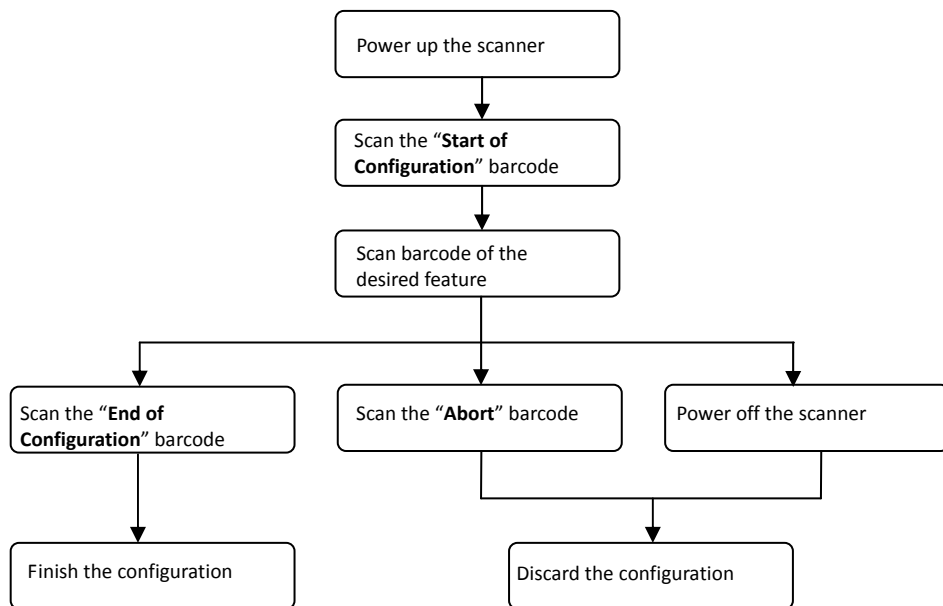 Power up the scanner
Scan the “Start of
Configuration” barcode
Scan barcode of the
desired feature
Scan the “End of
Configuration” barcode
Scan the “Abort” barcode
Power off the scanner
Finish the configuration
Discard the configuration